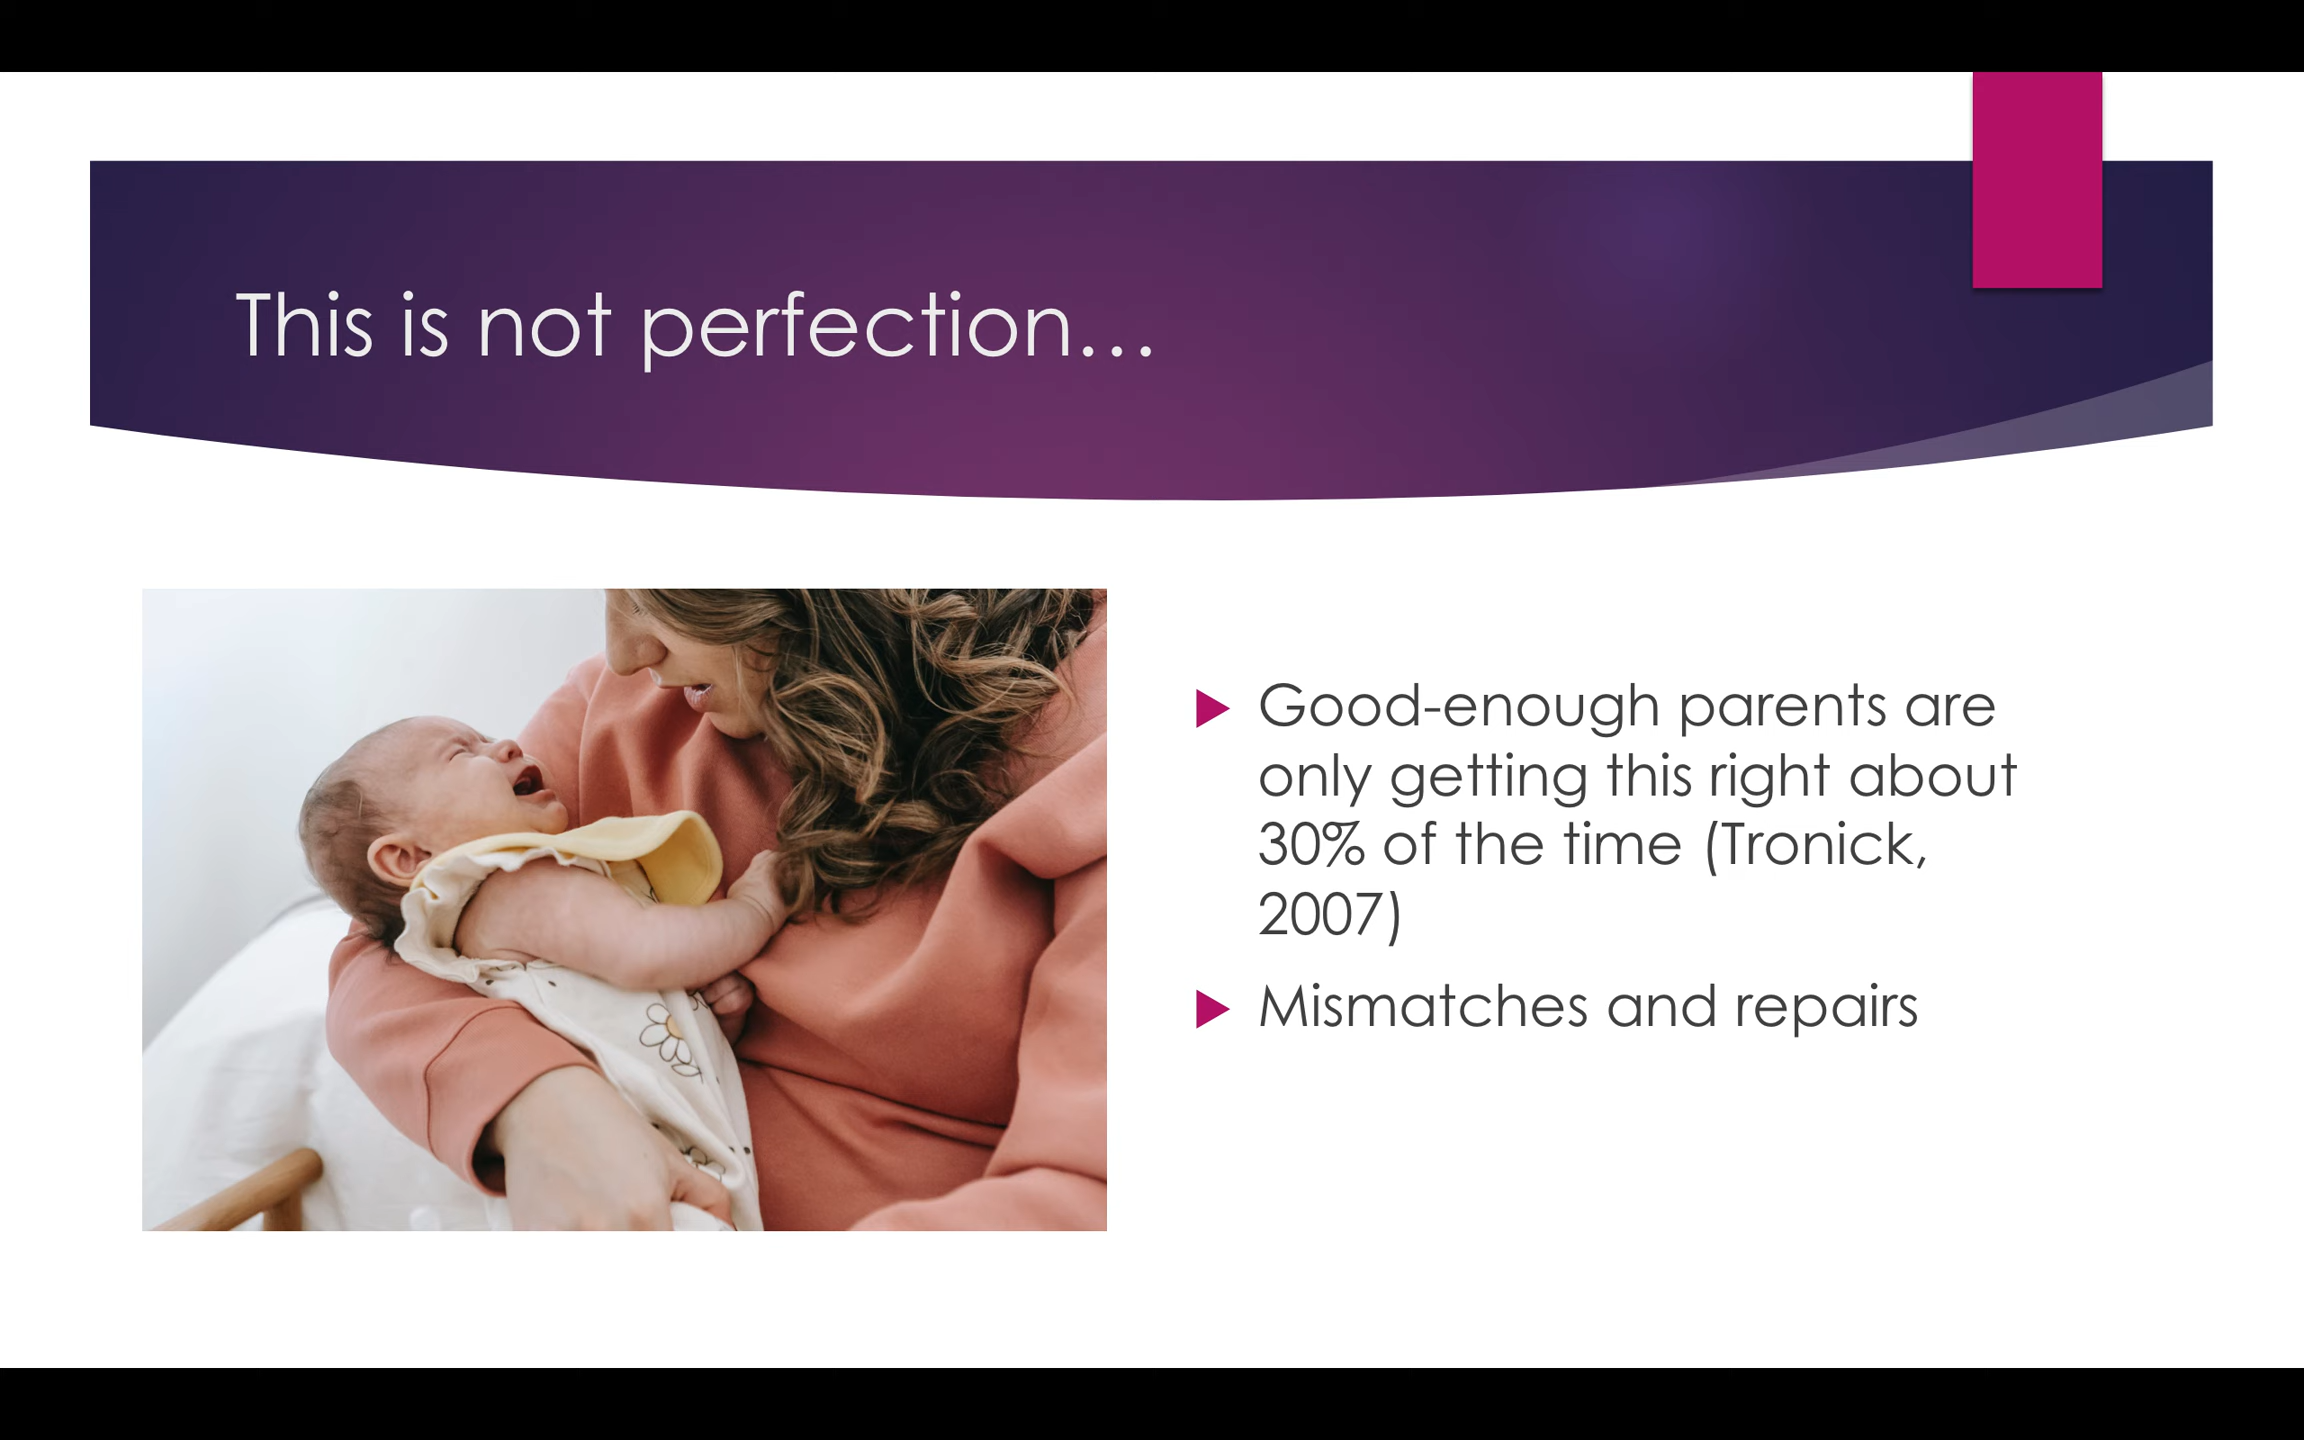 This is not perfection...
Good-enough parents are
only getting this right about
30% of the time (Tronick,
2007)
Mismatches and repairs